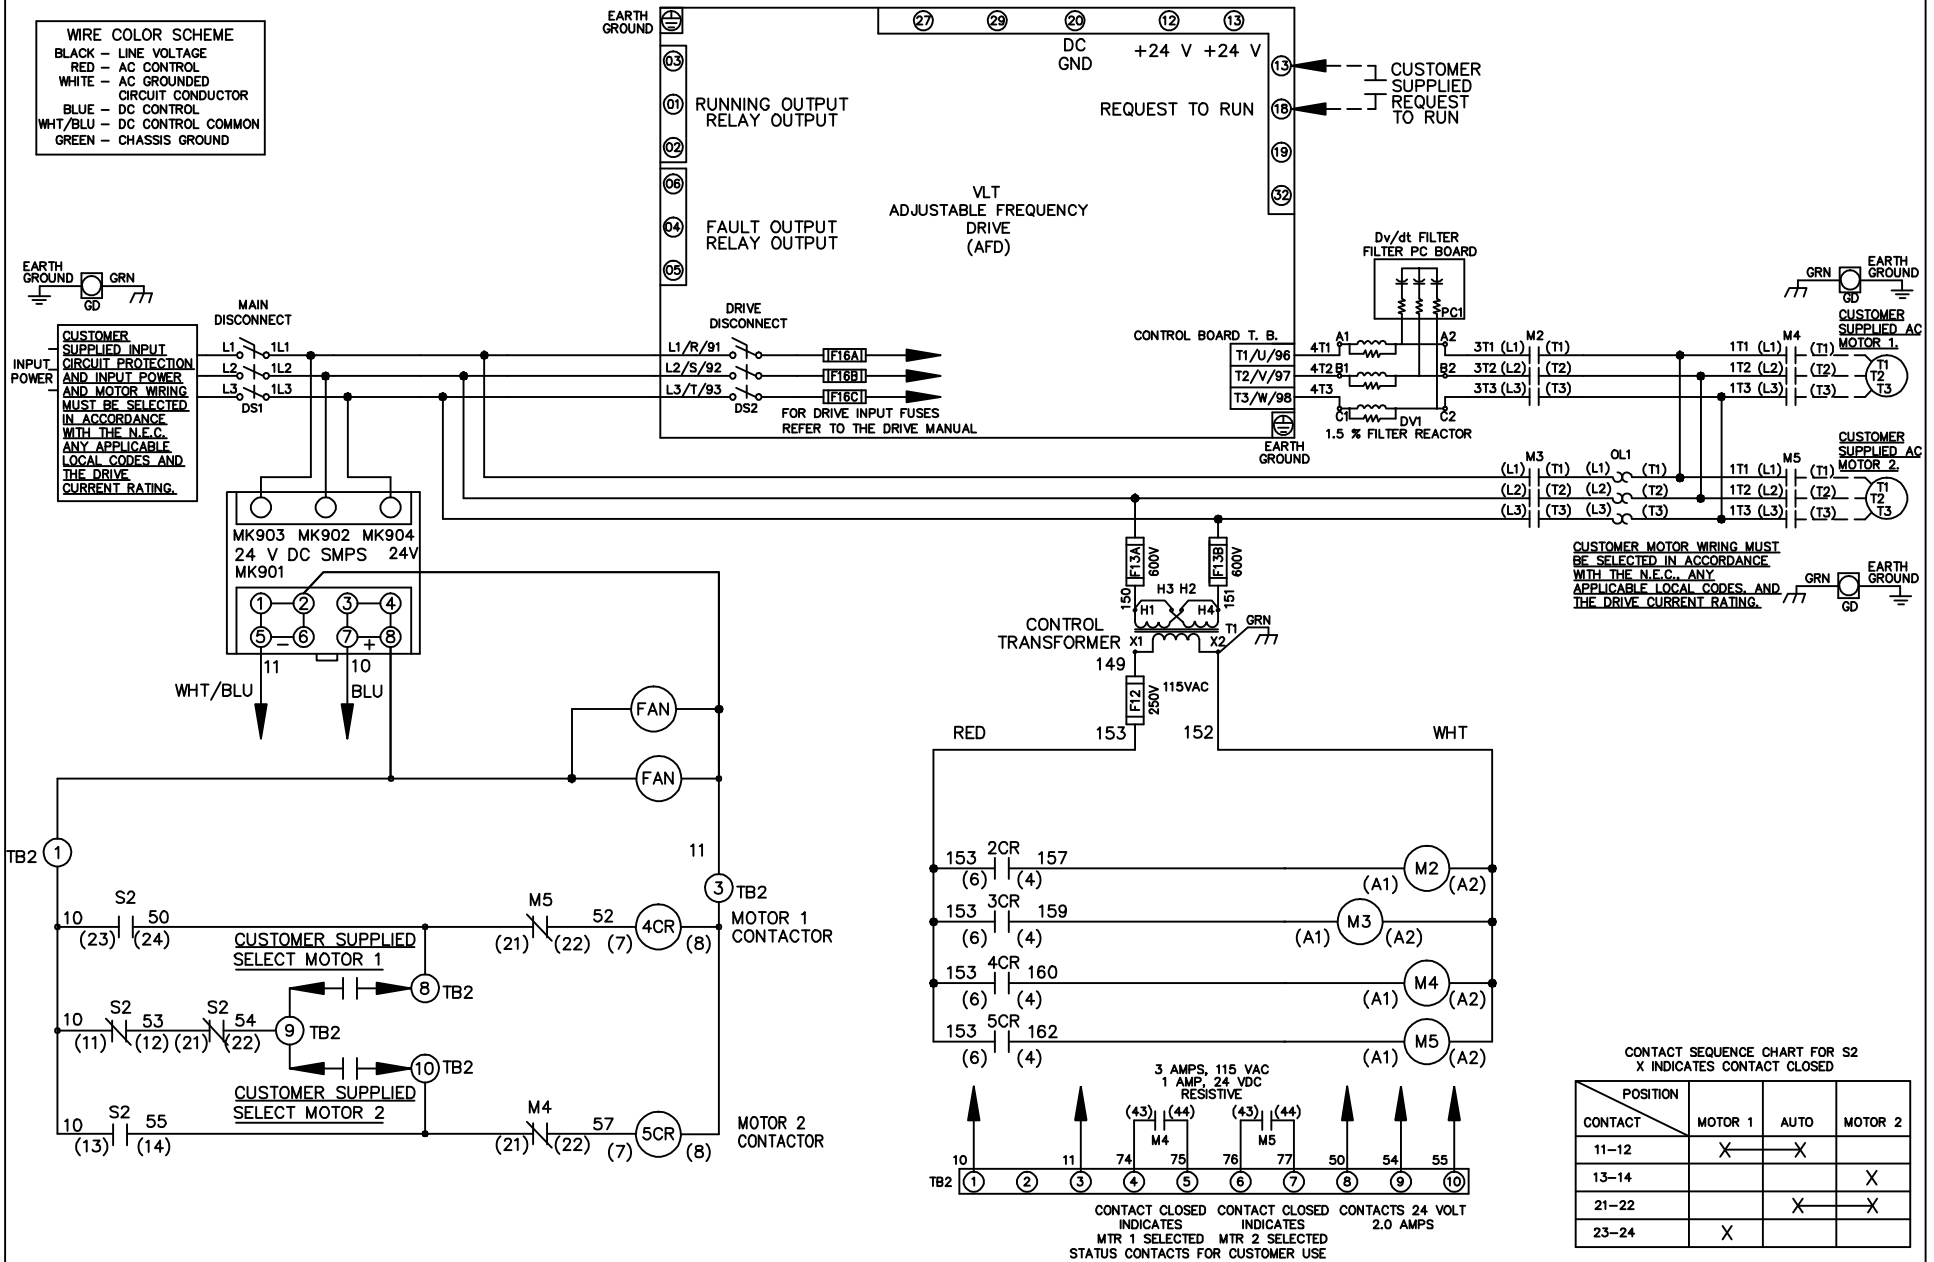 WIRE COLOR SCHEME
BLACK – LINE VOLTAGE
RED – AC CONTROL
WHITE – AC GROUNDED
CIRCUIT CONDUCTOR
BLUE – DC CONTROL
WHT/BLU – DC CONTROL COMMON
GREEN – CHASSIS GROUND
EARTH
GROUND
27 29 20 12 13
DC
GND
+24 V +24 V
03
01
02
RUNNING OUTPUT
RELAY OUTPUT
06
04
05
FAULT OUTPUT
RELAY OUTPUT
VLT
ADJUSTABLE FREQUENCY
DRIVE
(AFD)
REQUEST TO RUN
13
18
19
32
CUSTOMER
SUPPLIED
REQUEST
TO RUN
EARTH
GROUND
GRN
GD
INPUT
POWER
CUSTOMER
SUPPLIED INPUT
CIRCUIT PROTECTION
AND INPUT POWER
AND MOTOR WIRING
MUST BE SELECTED
IN ACCORDANCE
WITH THE N.E.C.
ANY APPLICABLE
LOCAL CODES AND
THE DRIVE
CURRENT RATING.
MAIN
DISCONNECT
L1 1L1
L2 1L2
L3 1L3
DS1
L1/R/91
L2/S/92
L3/T/93
DRIVE
DISCONNECT
DS2
F16A
F16B
F16C
FOR DRIVE INPUT FUSES
REFER TO THE DRIVE MANUAL
CONTROL BOARD T. B.
T1/U/96
T2/V/97
T3/W/98
EARTH
GROUND
Dv/dt FILTER
FILTER PC BOARD
PC1
4T1 A1 A2
4T2 B1 B2
4T3 C1 C2
DV1
1.5 % FILTER REACTOR
M2
3T1 (L1) (T1)
3T2 (L2) (T2)
3T3 (L3) (T3)
M4
1T1 (L1) (T1)
1T2 (L2) (T2)
1T3 (L3) (T3)
GRN
GD
EARTH
GROUND
CUSTOMER
SUPPLIED AC
MOTOR 1.
T1
T2
T3
M3
(L1) (T1)
(L2) (T2)
(L3) (T3)
OL1
(L1) (T1)
(L2) (T2)
(L3) (T3)
M5
1T1 (L1) (T1)
1T2 (L2) (T2)
1T3 (L3) (T3)
CUSTOMER
SUPPLIED AC
MOTOR 2.
T1
T2
T3
CUSTOMER MOTOR WIRING MUST
BE SELECTED IN ACCORDANCE
WITH THE N.E.C., ANY
APPLICABLE LOCAL CODES, AND
THE DRIVE CURRENT RATING.
GRN
GD
EARTH
GROUND
MK903 MK902 MK904
24 V DC SMPS 24V
MK901
1 2 3 4
5 – 6 7 + 8
11 10
WHT/BLU BLU
F13A 600V
F13B 600V
150 151
H3 H2
H1 H4
CONTROL
TRANSFORMER
X1 X2 T1
GRN
149
F12 250V
115VAC
153 152
RED WHT
FAN
FAN
TB2 1
11
3 TB2
10 S2 50
(23) (24)
M5
(21) (22)
52
(7) 4CR (8)
MOTOR 1
CONTACTOR
CUSTOMER SUPPLIED
SELECT MOTOR 1
8 TB2
10 S2 53 S2 54
(11) (12) (21) (22)
9 TB2
10 TB2
CUSTOMER SUPPLIED
SELECT MOTOR 2
10 S2 55
(13) (14)
M4
(21) (22)
57
(7) 5CR (8)
MOTOR 2
CONTACTOR
153 2CR 157
(6) (4)
(A1) M2 (A2)
153 3CR 159
(6) (4)
(A1) M3 (A2)
153 4CR 160
(6) (4)
(A1) M4 (A2)
153 5CR 162
(6) (4)
(A1) M5 (A2)
3 AMPS, 115 VAC
1 AMP, 24 VDC
RESISTIVE
(43) (44) (43) (44)
M4 M5
10 11 74 75 76 77 50 54 55
TB2 1 2 3 4 5 6 7 8 9 10
CONTACT CLOSED
INDICATES
MTR 1 SELECTED
CONTACT CLOSED
INDICATES
MTR 2 SELECTED
STATUS CONTACTS FOR CUSTOMER USE
CONTACTS 24 VOLT
2.0 AMPS
CONTACT SEQUENCE CHART FOR S2
X INDICATES CONTACT CLOSED
POSITION
CONTACT MOTOR 1 AUTO MOTOR 2
11–12 X X
13–14 X
21–22 X X
23–24 X